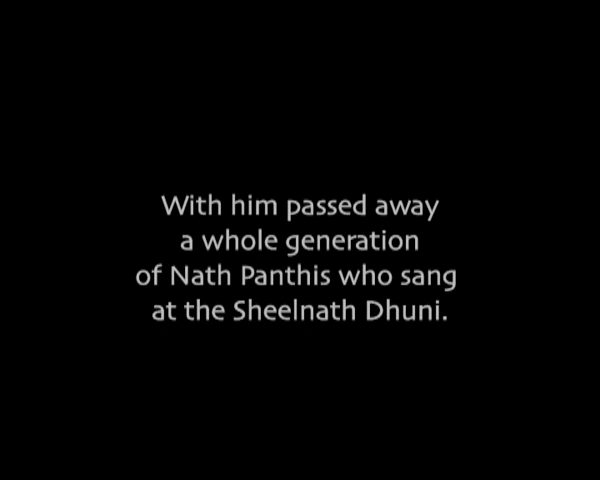 With him passed away
a whole generation
of Nath Panthis who sang
at the Sheelnath Dhuni.